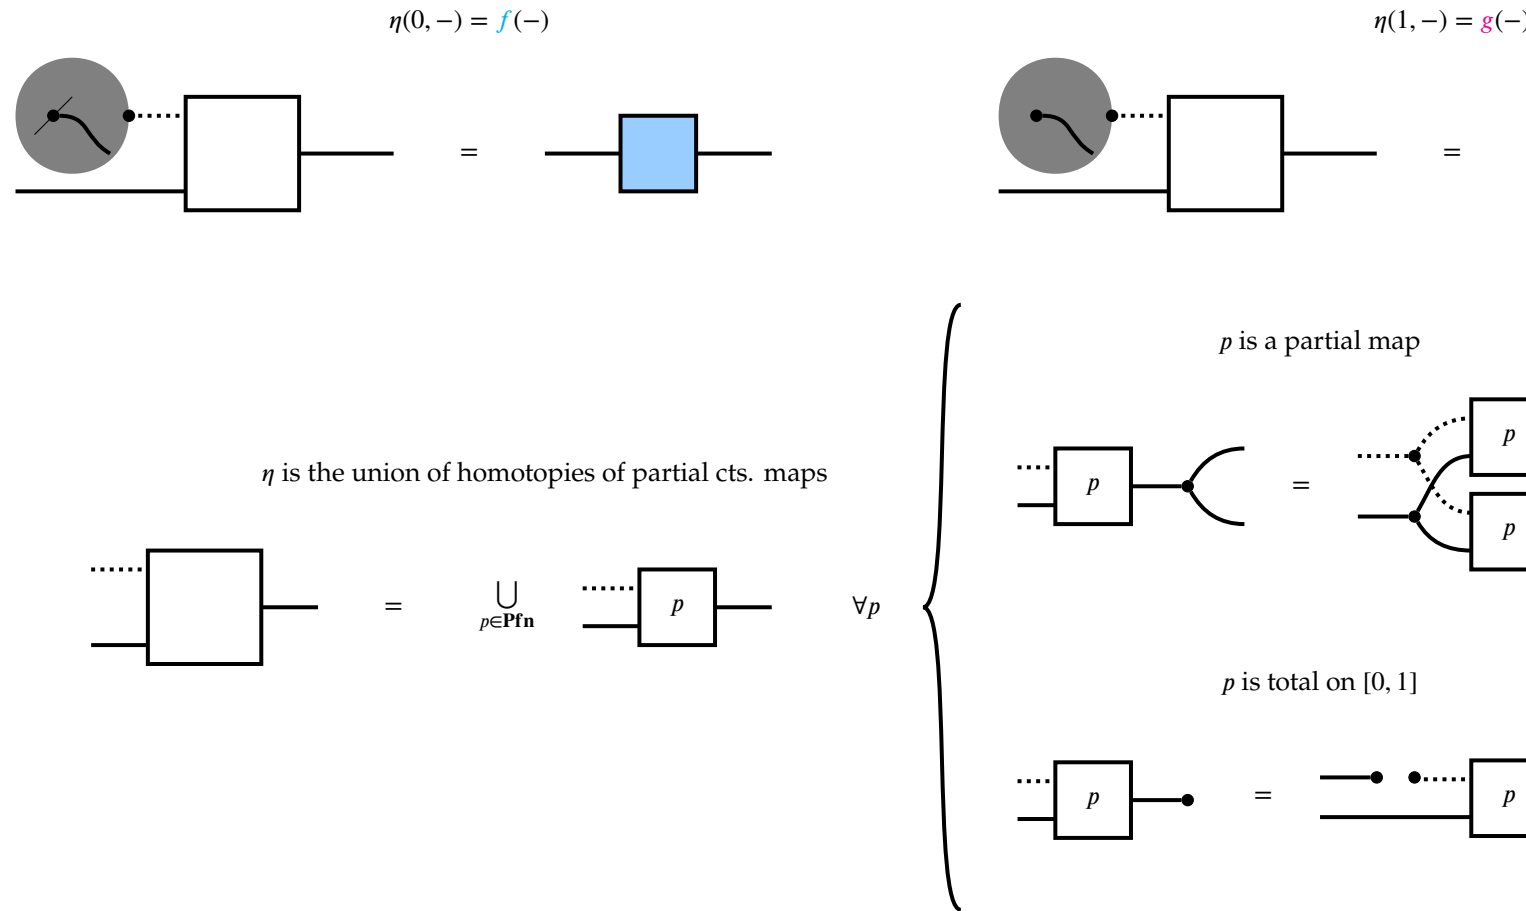 η(0, −) = f(−)
η(1, −) = g(−)
=
=
p is a partial map
p
p
=
p
η is the union of homotopies of partial cts. maps
=
⋃
p∈Pfn
p
∀p
p is total on [0, 1]
p
=
p